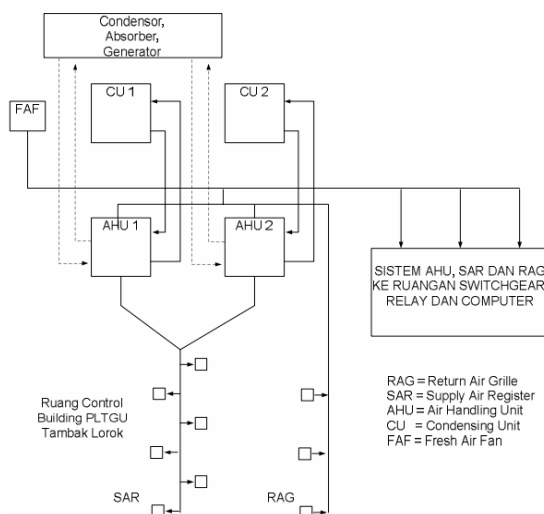 Condensor,
Absorber,
Generator
CU 1
CU 2
FAF
AHU 1
AHU 2
SISTEM AHU, SAR DAN RAG
KE RUANGAN SWITCHGEAR,
RELAY DAN COMPUTER
Ruang Control
Building PLTGU
Tambak Lorok
RAG = Return Air Grille
SAR = Supply Air Register
AHU = Air Handling Unit
CU = Condensing Unit
FAF = Fresh Air Fan
SAR
RAG